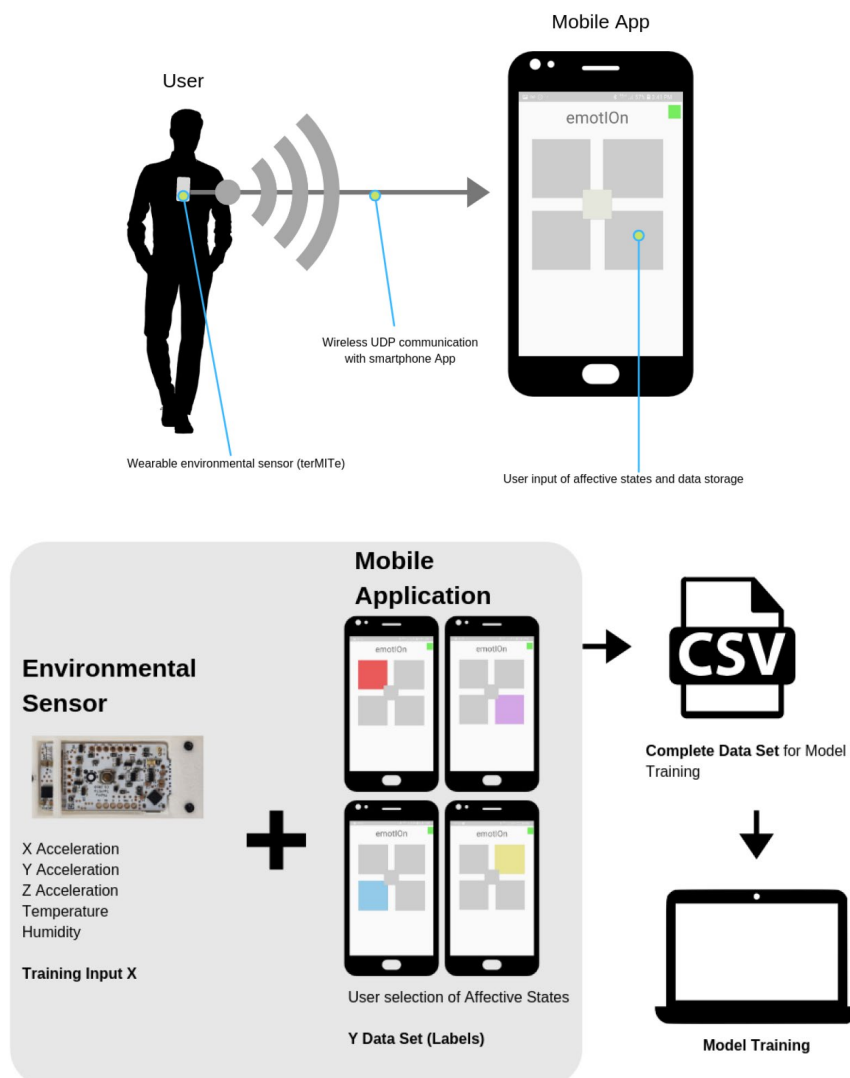 Mobile App
User
emotIOn
Wireless UDP communication
with smartphone App
Wearable environmental sensor (terMITe)
User input of affective states and data storage
Mobile
Application
emotIOn
emotIOn
Environmental
Sensor
CSV
Complete Data Set for Model
Training
emotIOn
emotIOn
X Acceleration
Y Acceleration
Z Acceleration
Temperature
Humidity
Training Input X
User selection of Affective States
Y Data Set (Labels)
Model Training